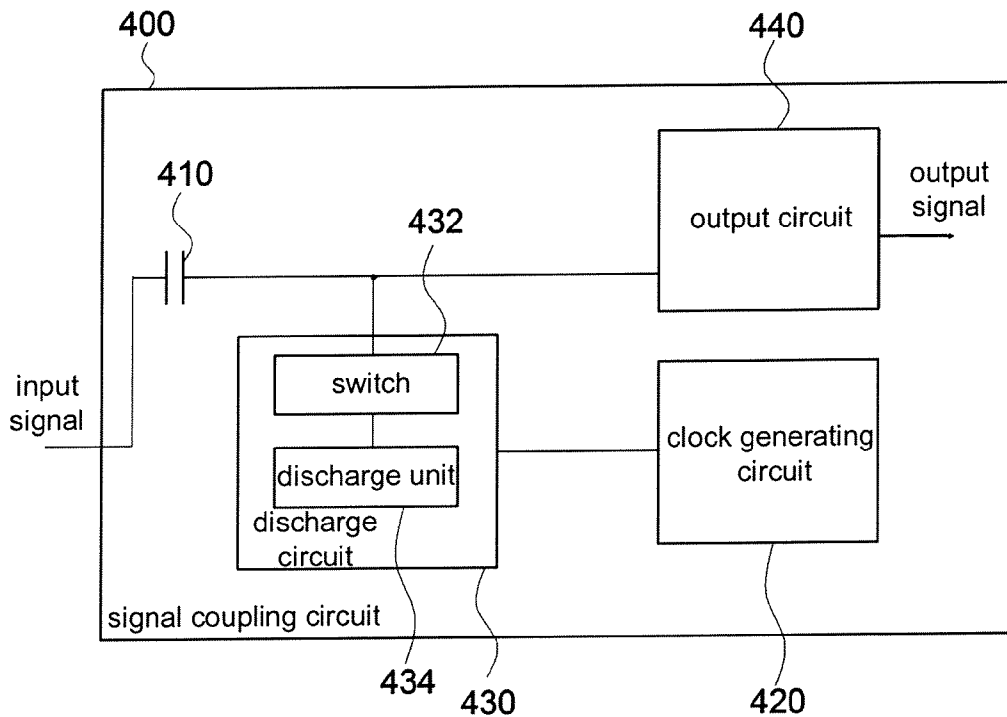 400
440
410
432
output circuit
output
signal
switch
input
signal
clock generating
circuit
discharge unit
discharge
circuit
signal coupling circuit
434
430
420